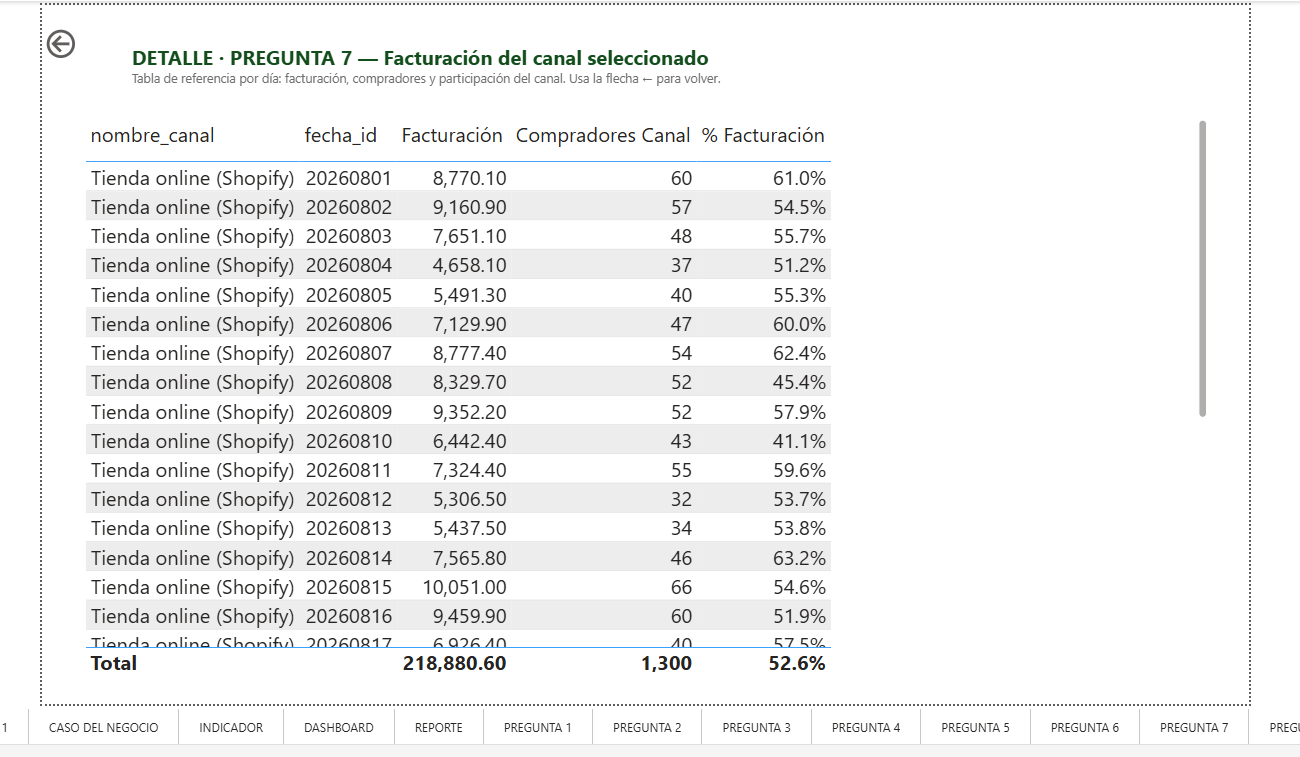 DETALLE · PREGUNTA 7 — Facturación del canal seleccionado
Tabla de referencia por día: facturación, compradores y participación del canal. Usa la flecha ← para volver.
nombre_canal fecha_id Facturación Compradores Canal % Facturación
Tienda online (Shopify) 20260801 8,770.10 60 61.0%
Tienda online (Shopify) 20260802 9,160.90 57 54.5%
Tienda online (Shopify) 20260803 7,651.10 48 55.7%
Tienda online (Shopify) 20260804 4,658.10 37 51.2%
Tienda online (Shopify) 20260805 5,491.30 40 55.3%
Tienda online (Shopify) 20260806 7,129.90 47 60.0%
Tienda online (Shopify) 20260807 8,777.40 54 62.4%
Tienda online (Shopify) 20260808 8,329.70 52 45.4%
Tienda online (Shopify) 20260809 9,352.20 52 57.9%
Tienda online (Shopify) 20260810 6,442.40 43 41.1%
Tienda online (Shopify) 20260811 7,324.40 55 59.6%
Tienda online (Shopify) 20260812 5,306.50 32 53.7%
Tienda online (Shopify) 20260813 5,437.50 34 53.8%
Tienda online (Shopify) 20260814 7,565.80 46 63.2%
Tienda online (Shopify) 20260815 10,051.00 66 54.6%
Tienda online (Shopify) 20260816 9,459.90 60 51.9%
Tienda online (Shopify) 20260817 6,926.40 40 57.5%
Total 218,880.60 1,300 52.6%
1 CASO DEL NEGOCIO INDICADOR DASHBOARD REPORTE PREGUNTA 1 PREGUNTA 2 PREGUNTA 3 PREGUNTA 4 PREGUNTA 5 PREGUNTA 6 PREGUNTA 7